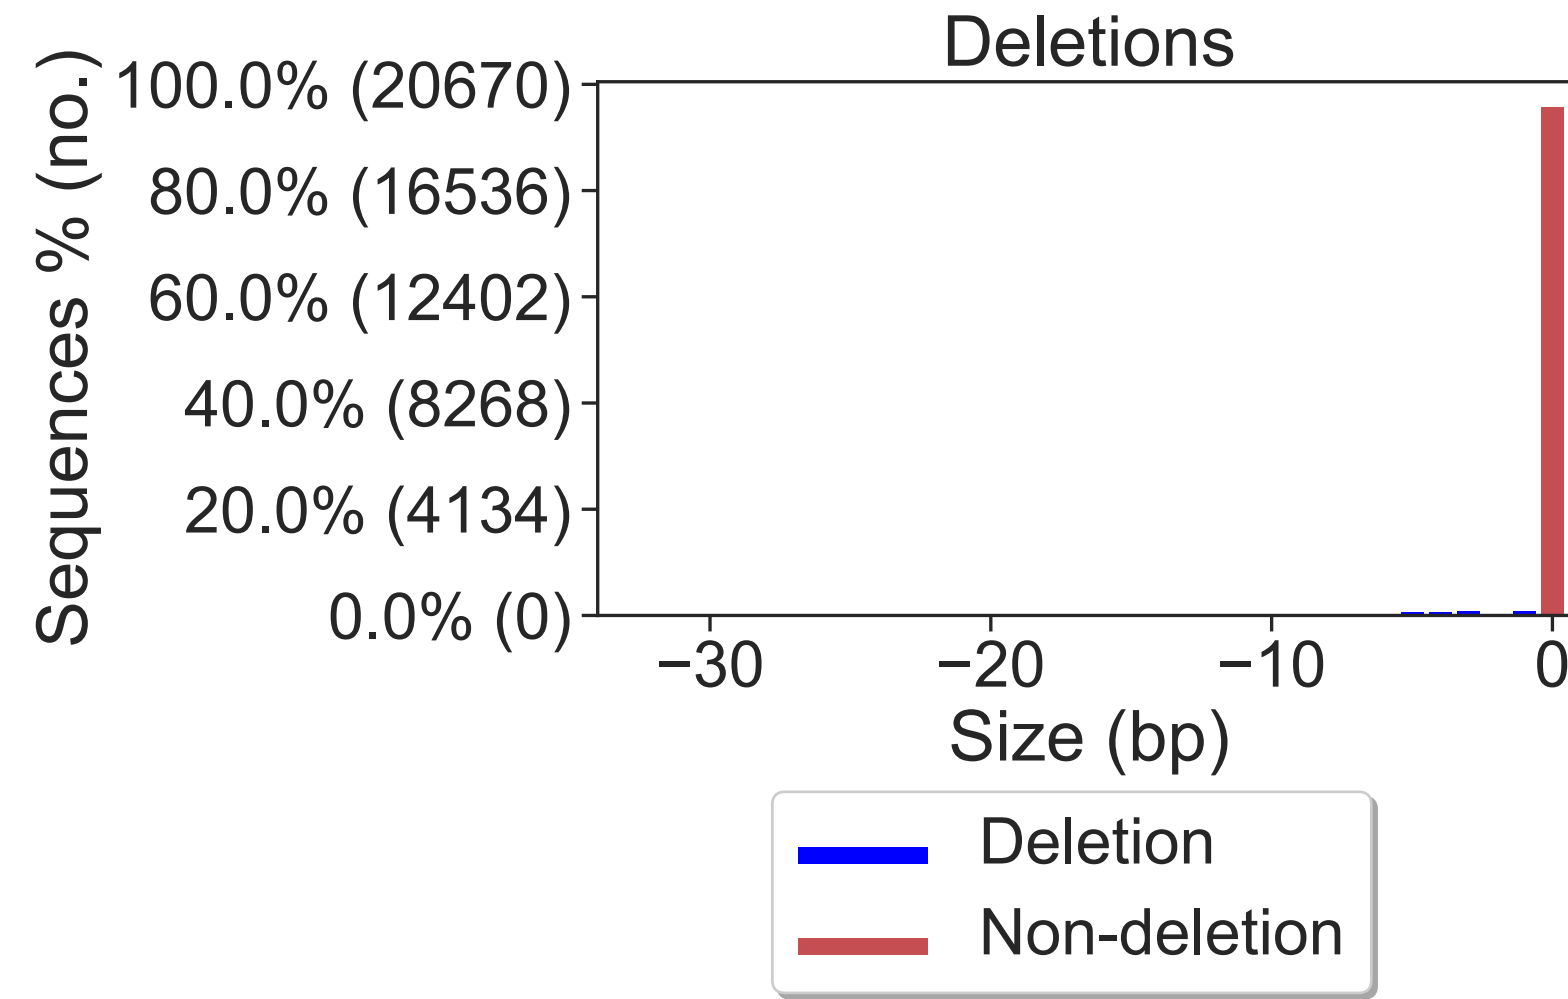 Deletions
Sequences % (no.)
100.0% (20670)
80.0% (16536)
60.0% (12402)
40.0% (8268)
20.0% (4134)
0.0% (0)
−30 −20 −10 0
Size (bp)
Deletion
Non-deletion